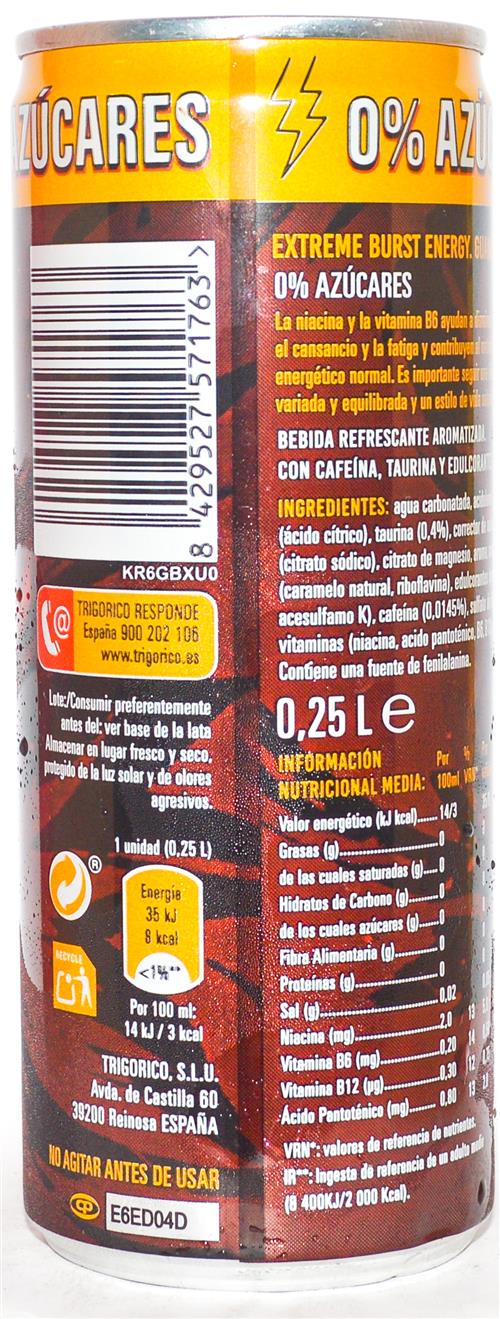 AZÚCARES
8 429527 571763 >
KR6GBXU0
TRIGORICO RESPONDE
España 900 202 106
www.trigorico.es
Lote:/Consumir preferentemente
antes del: ver base de la lata
Almacenar en lugar fresco y seco,
protegido de la luz solar y de olores
agresivos.
1 unidad (0,25 L)
®
Energía
35 kJ
8 kcal
<1%**
RECYCLE
Por 100 ml:
14 kJ / 3 kcal
TRIGORICO, S.L.U.
Avda. de Castilla 60
39200 Reinosa ESPAÑA
NO AGITAR ANTES DE USAR
E6ED04D
0% AZÚ
EXTREME BURST ENERGY.
0% AZÚCARES
La niacina y la vitamina B6 ayudan a
el cansancio y la fatiga y contribuyen al
energético normal. Es importante seguir
variada y equilibrada y un estilo de vida
BEBIDA REFRESCANTE AROMATIZADA.
CON CAFEÍNA, TAURINA Y EDULCORANT
INGREDIENTES: agua carbonatada,
(ácido cítrico), taurina (0,4%), corrector de
(citrato sódico), citrato de magnesio, aroma,
(caramelo natural, riboflavina), edulcorantes
acesulfamo K), cafeína (0,0145%),
vitaminas (niacina, acido pantoténico, B6,
Contiene una fuente de fenilalanina.
0,25 L e
INFORMACIÓN Por %
NUTRICIONAL MEDIA: 100ml VRN*
Valor energético (kJ kcal)...... 14/3
Grasas (g)........................ 0
de las cuales saturadas (g).... 0
Hidratos de Carbono (g)........ 0
de los cuales azúcares (g)...... 0
Fibra Alimentaria (g)............ 0
Proteínas (g)..................... 0
Sal (g)........................... 0,02
Niacina (mg)..................... 2,0 13
Vitamina B6 (mg)................ 0,20 14
Vitamina B12 (µg)............... 0,30 12
Ácido Pantoténico (mg)........ 0,80 13
VRN*: valores de referencia de nutrientes.
IR**: Ingesta de referencia de un adulto medio
(8 400KJ/2 000 Kcal).